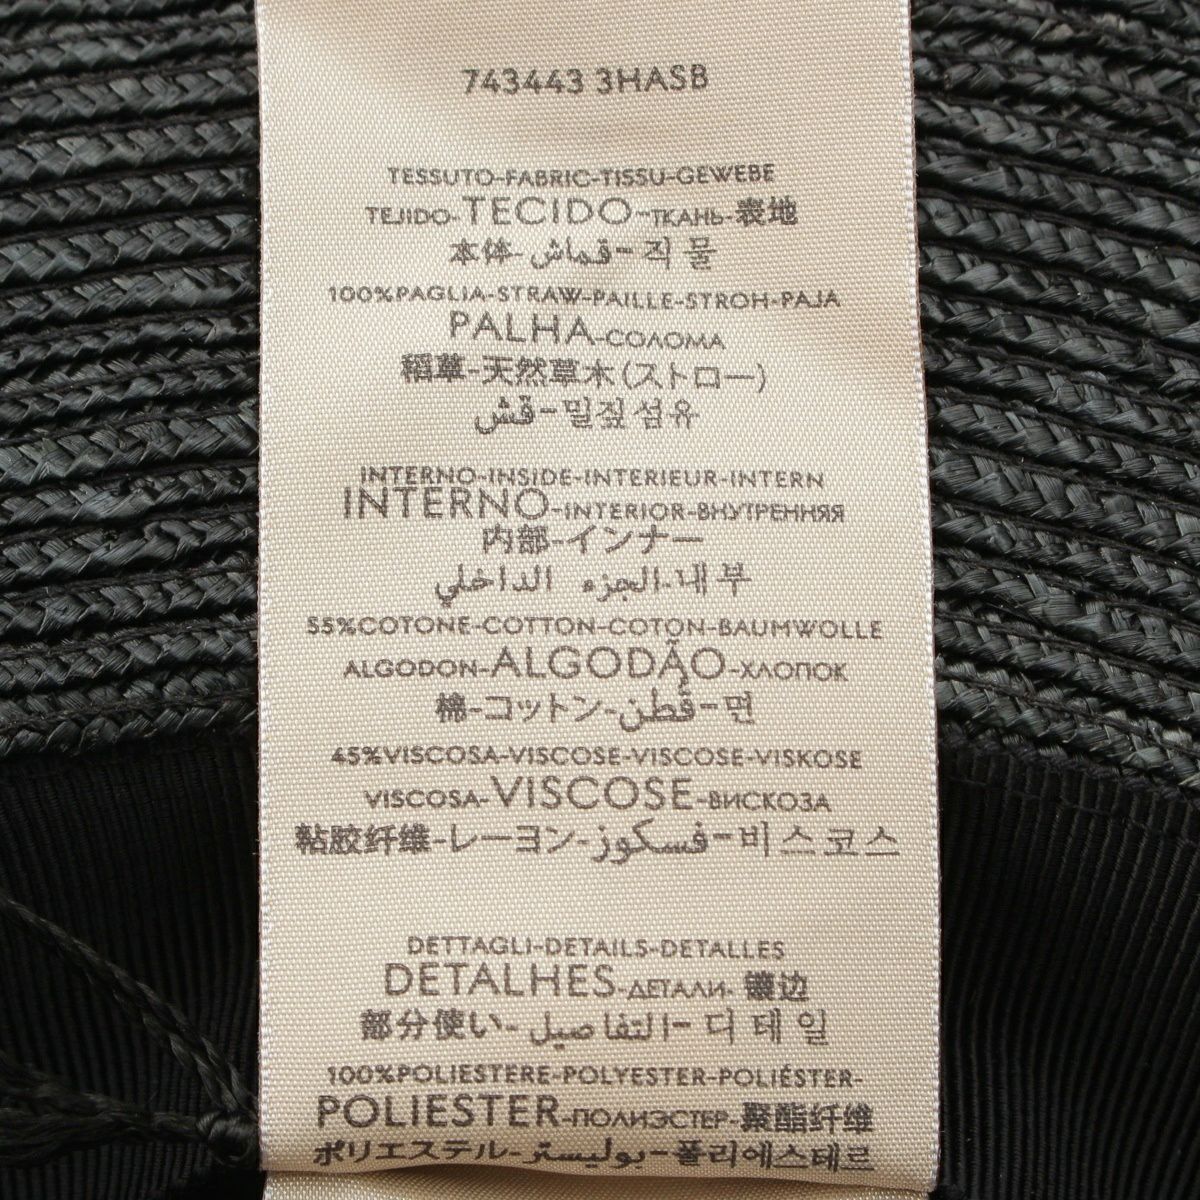 743443 3HASB
TESSUTO-FABRIC-TISSU-GEWEBE
TEJIDO-TECIDO-ТКАНЬ-表地
本体-قماش-직물
100%PAGLIA-STRAW-PAILLE-STROH-PAJA
PALHA-СОЛОМА
稻草-天然草木(ストロー)
قش-밀짚섬유
INTERNO-INSIDE-INTERIEUR-INTERN
INTERNO-INTERIOR-ВНУТРЕННЯЯ
内部-インナー
الجزء الداخلي-내부
55%COTONE-COTTON-COTON-BAUMWOLLE
ALGODON-ALGODÃO-ХЛОПОК
棉-コットン-قطن-면
45%VISCOSA-VISCOSE-VISCOSE-VISKOSE
VISCOSA-VISCOSE-ВИСКОЗА
粘胶纤维-レーヨン-فسكوز-비스코스
DETTAGLI-DETAILS-DETALLES
DETALHES-ДЕТАЛИ-镶边
部分使い-التفاصيل-디테일
100%POLIESTERE-POLYESTER-POLIÉSTER-
POLIESTER-ПОЛИЭСТЕР-聚酯纤维
ポリエステル-بوليستر-폴리에스테르